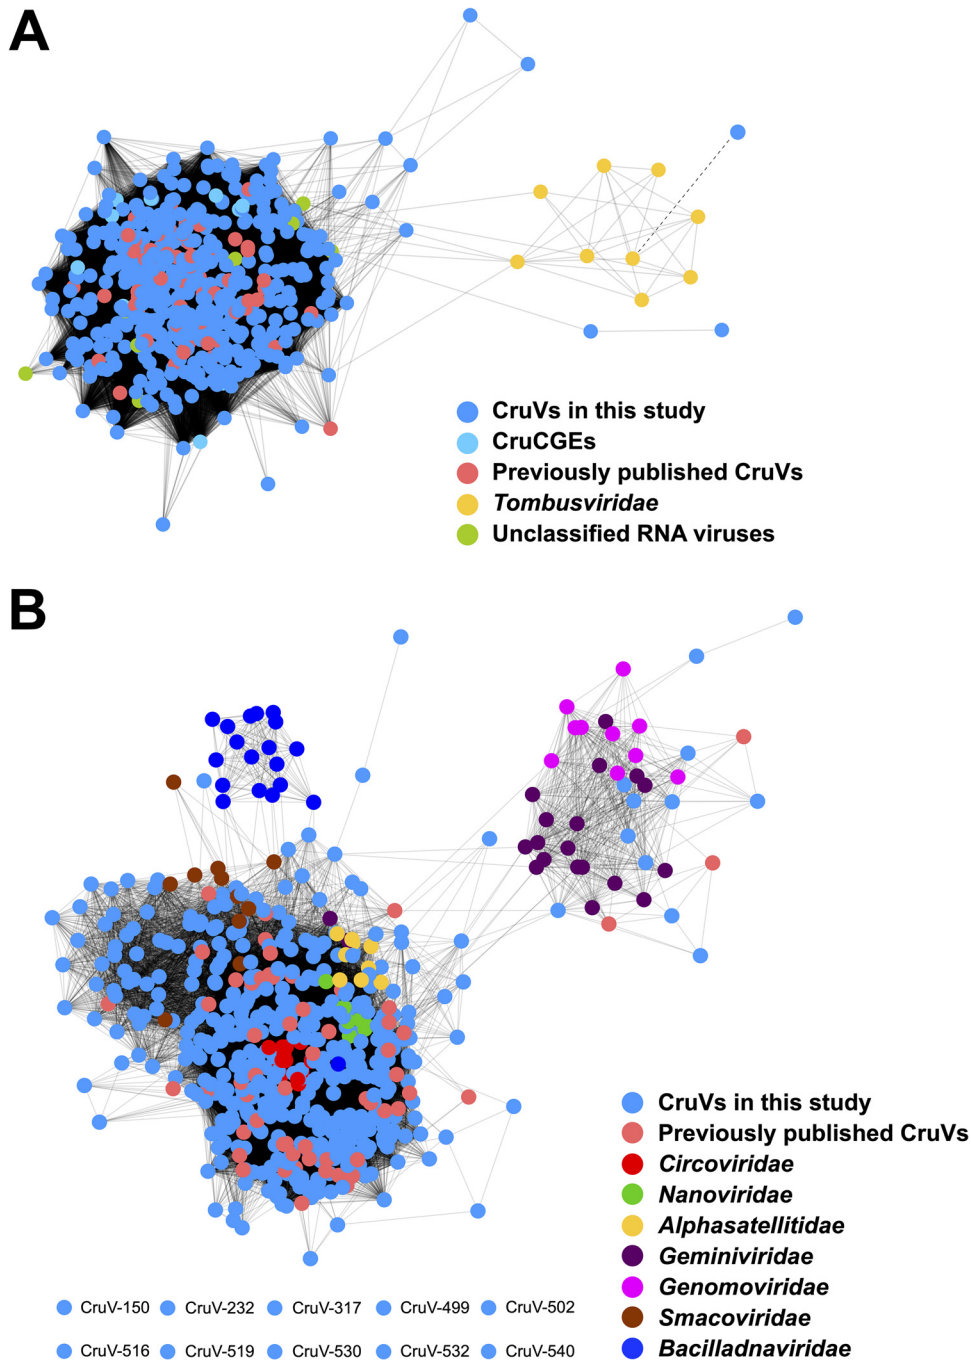 A
CruVs in this study
CruCGEs
Previously published CruVs
Tombusviridae
Unclassified RNA viruses
B
CruVs in this study
Previously published CruVs
Circoviridae
Nanoviridae
Alphasatellitidae
Geminiviridae
Genomoviridae
Smacoviridae
Bacilladnaviridae
CruV-150 CruV-232 CruV-317 CruV-499 CruV-502
CruV-516 CruV-519 CruV-530 CruV-532 CruV-540